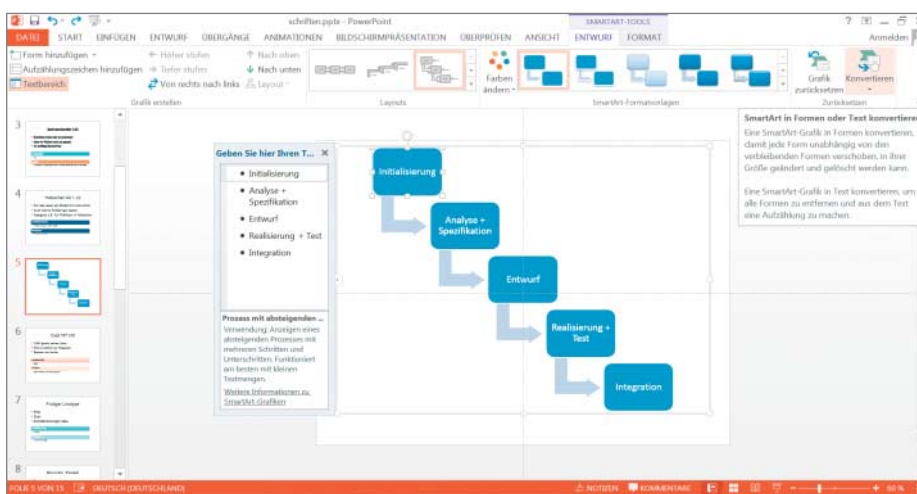 schriften.pptx - PowerPoint
SMARTART-TOOLS
DATEI START EINFÜGEN ENTWURF ÜBERGÄNGE ANIMATIONEN BILDSCHIRMPRÄSENTATION ÜBERPRÜFEN ANSICHT ENTWURF FORMAT Anmelden
Form hinzufügen
Höher stufen
Nach oben
Aufzählungszeichen hinzufügen
Tiefer stufen
Nach unten
Textbereich
Von rechts nach links
Layout
Farben
ändern
Grafik
zurücksetzen
Konvertieren
Grafik erstellen
Layouts
SmartArt-Formatvorlagen
Zurücksetzen
SmartArt in Formen oder Text konvertiere
Eine SmartArt-Grafik in Formen konvertieren,
damit jede Form unabhängig von den
verbleibenden Formen verschoben, in ihrer
Größe geändert und gelöscht werden kann.
Eine SmartArt-Grafik in Text konvertieren, um
alle Formen zu entfernen und aus dem Text
eine Aufzählung zu machen.
3
4
5
6
7
8
Geben Sie hier Ihren T...
• Initialisierung
• Analyse +
Spezifikation
• Entwurf
• Realisierung + Test
• Integration
Prozess mit absteigenden ...
Verwendung: Anzeigen eines
absteigenden Prozesses mit
mehreren Schritten und
Unterschritten. Funktioniert
am besten mit kleinen
Textmengen.
Weitere Informationen zu
SmartArt-Grafiken
Initialisierung
Analyse +
Spezifikation
Entwurf
Realisierung +
Test
Integration
FOLIE 5 VON 15
DEUTSCH (DEUTSCHLAND)
NOTIZEN
KOMMENTARE
60 %